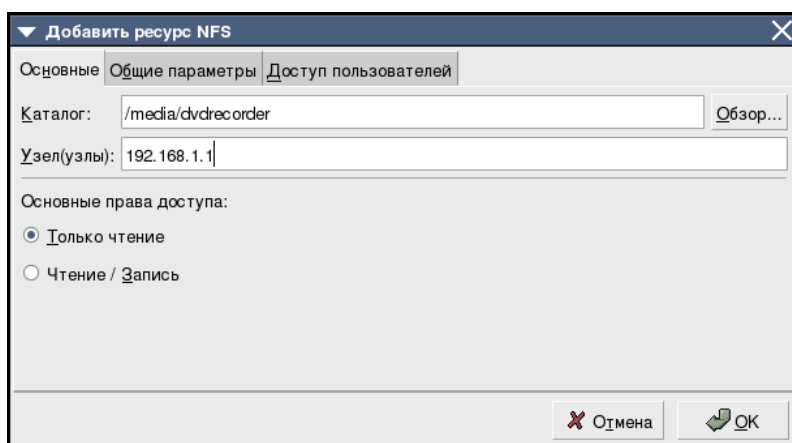 Добавить ресурс NFS
Основные Общие параметры Доступ пользователей
Каталог: /media/dvdrecorder Обзор...
Узел(узлы): 192.168.1.1
Основные права доступа:
Только чтение
Чтение / Запись
Отмена OK